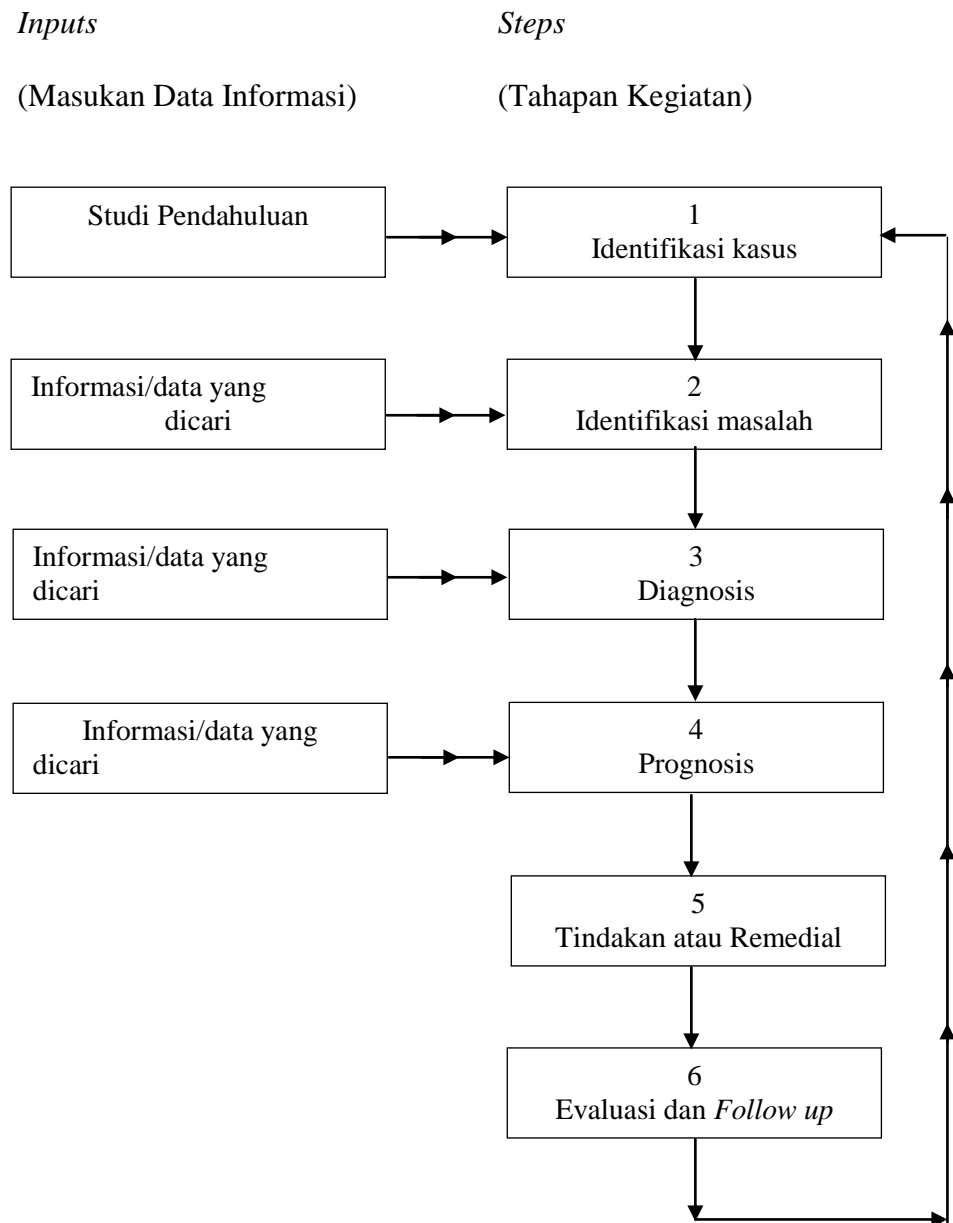 Inputs
Steps
(Masukan Data Informasi)
(Tahapan Kegiatan)
Studi Pendahuluan
1
Identifikasi kasus
Informasi/data yang
dicari
2
Identifikasi masalah
Informasi/data yang
dicari
3
Diagnosis
Informasi/data yang
dicari
4
Prognosis
5
Tindakan atau Remedial
6
Evaluasi dan Follow up